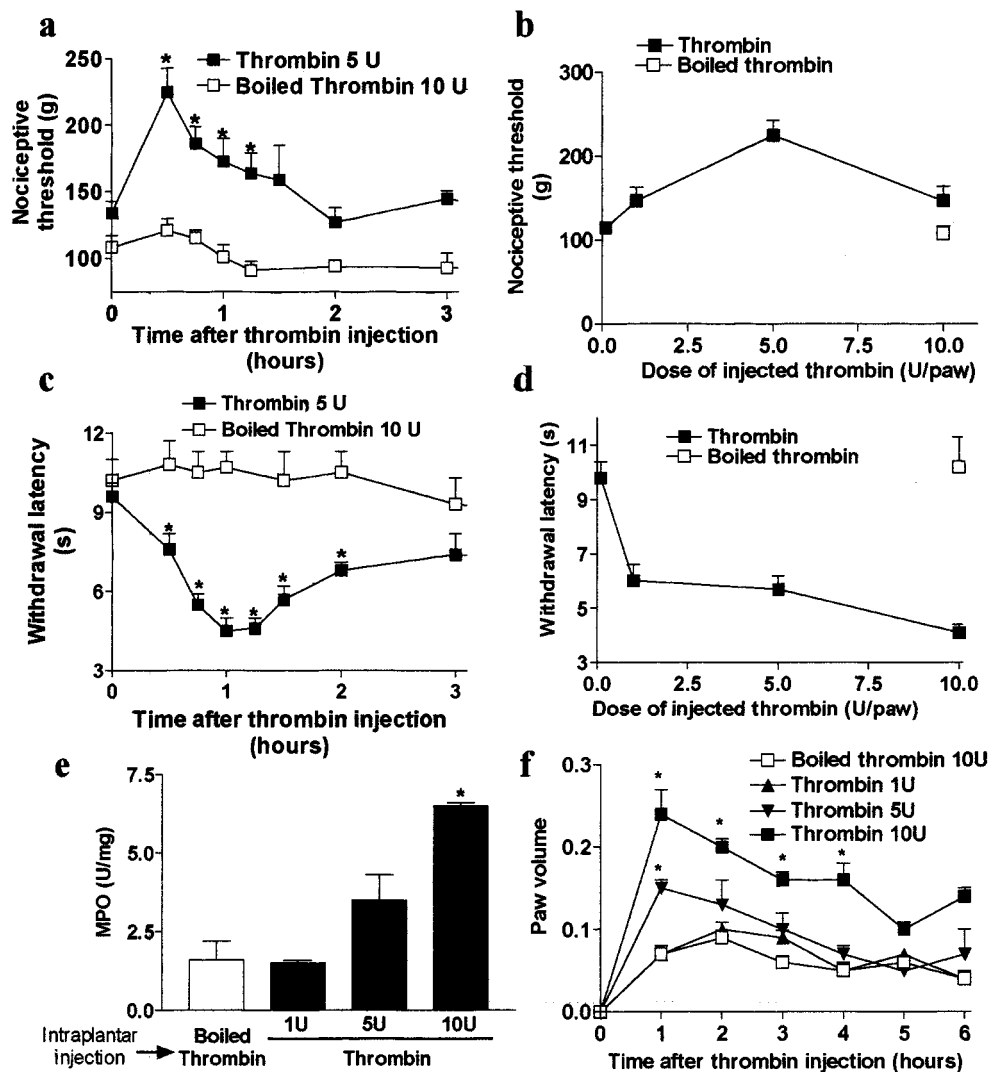 a
Thrombin 5 U
Boiled Thrombin 10 U
Nociceptive
threshold (g)
250
200
150
100
*
*
*
*
0
1
2
3
Time after thrombin injection
(hours)
b
Thrombin
Boiled thrombin
Nociceptive threshold
(g)
300
200
100
0
0.0
2.5
5.0
7.5
10.0
Dose of injected thrombin (U/paw)
c
Thrombin 5 U
Boiled Thrombin 10 U
Withdrawal latency
(s)
12
9
6
3
*
*
*
*
*
*
0
1
2
3
Time after thrombin injection
(hours)
d
Thrombin
Boiled thrombin
Withdrawal latency (s)
11
9
7
5
3
0.0
2.5
5.0
7.5
10.0
Dose of injected thrombin (U/paw)
e
MPO (U/mg)
7.5
5.0
2.5
0.0
*
Intraplantar
injection
Boiled
Thrombin
1U
5U
10U
Thrombin
f
Boiled thrombin 10U
Thrombin 1U
Thrombin 5U
Thrombin 10U
Paw volume
0.3
0.2
0.1
0.0
*
*
*
*
*
0
1
2
3
4
5
6
Time after thrombin injection (hours)